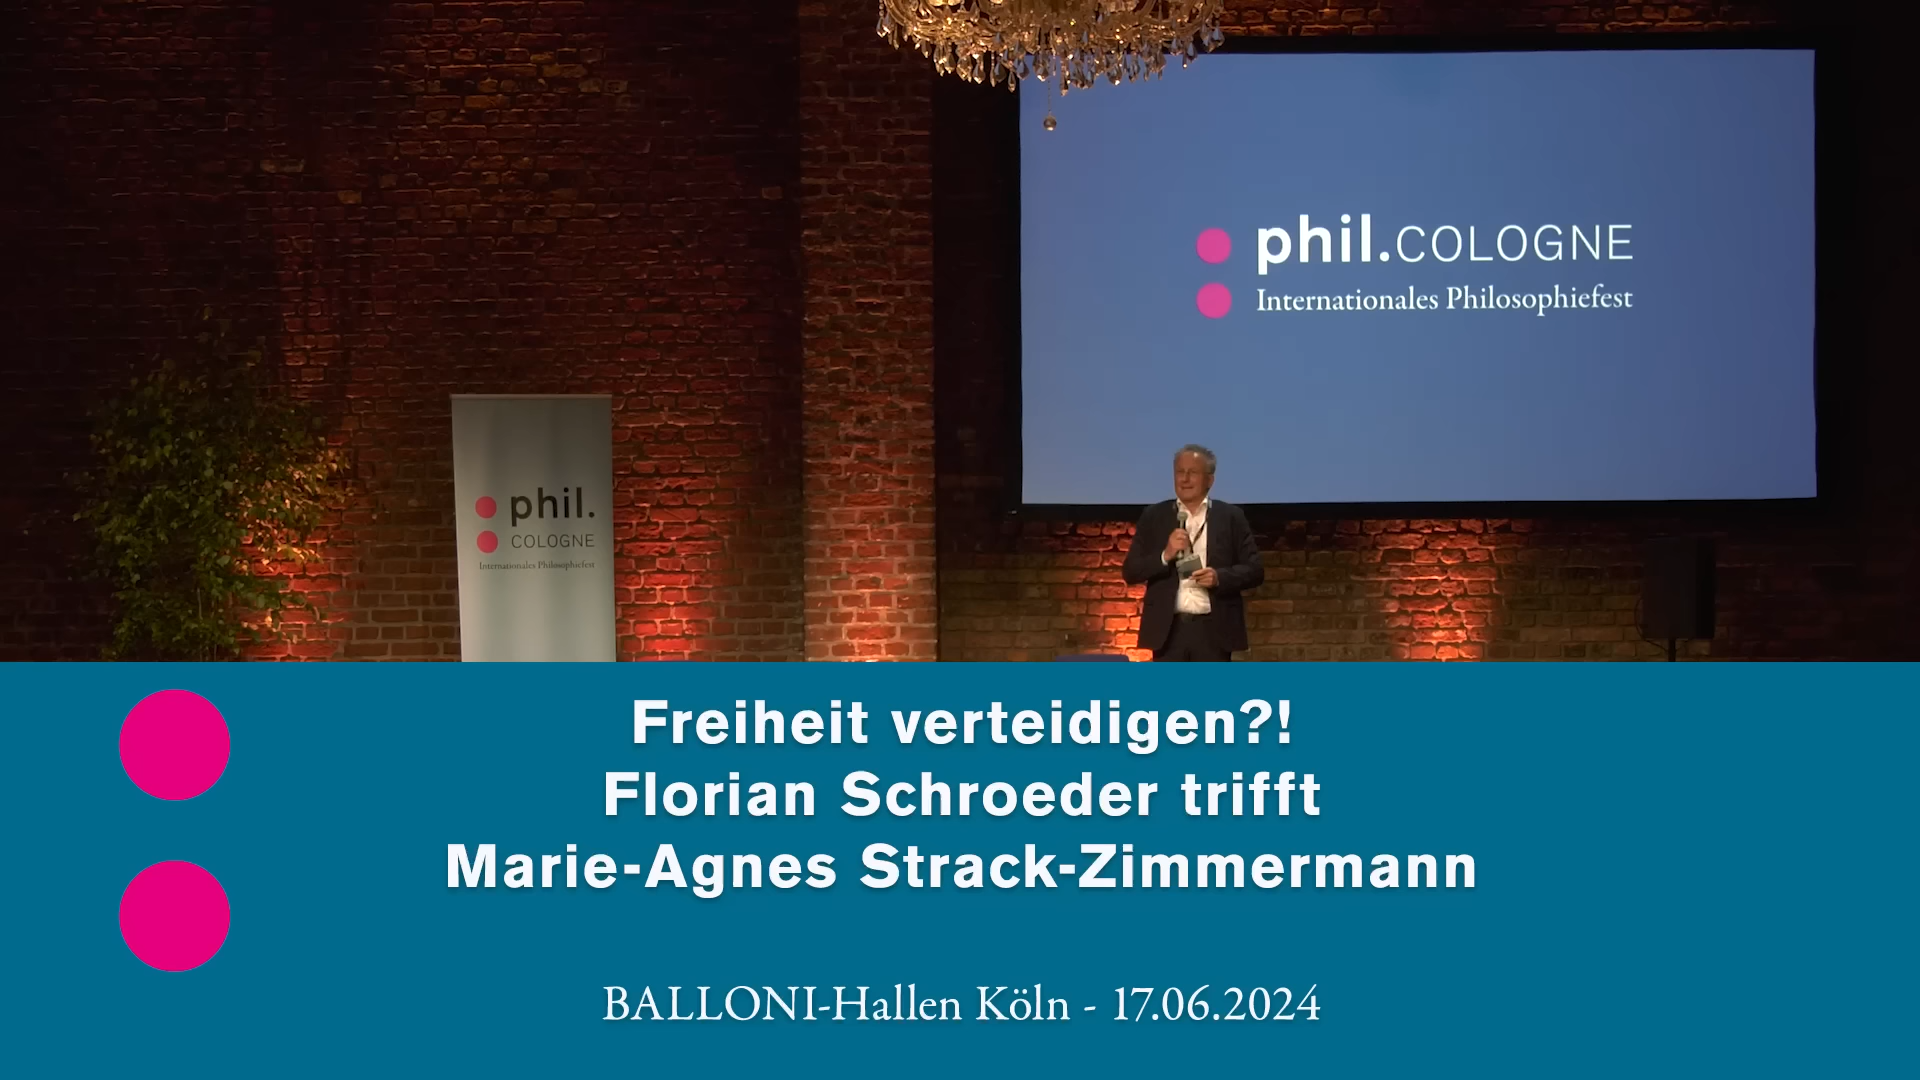 phil.COLOGNE
Internationales Philosophiefest
phil.
COLOGNE
Internationales Philosophiefest
Freiheit verteidigen?!
Florian Schroeder trifft
Marie-Agnes Strack-Zimmermann
BALLONI-Hallen Köln - 17.06.2024